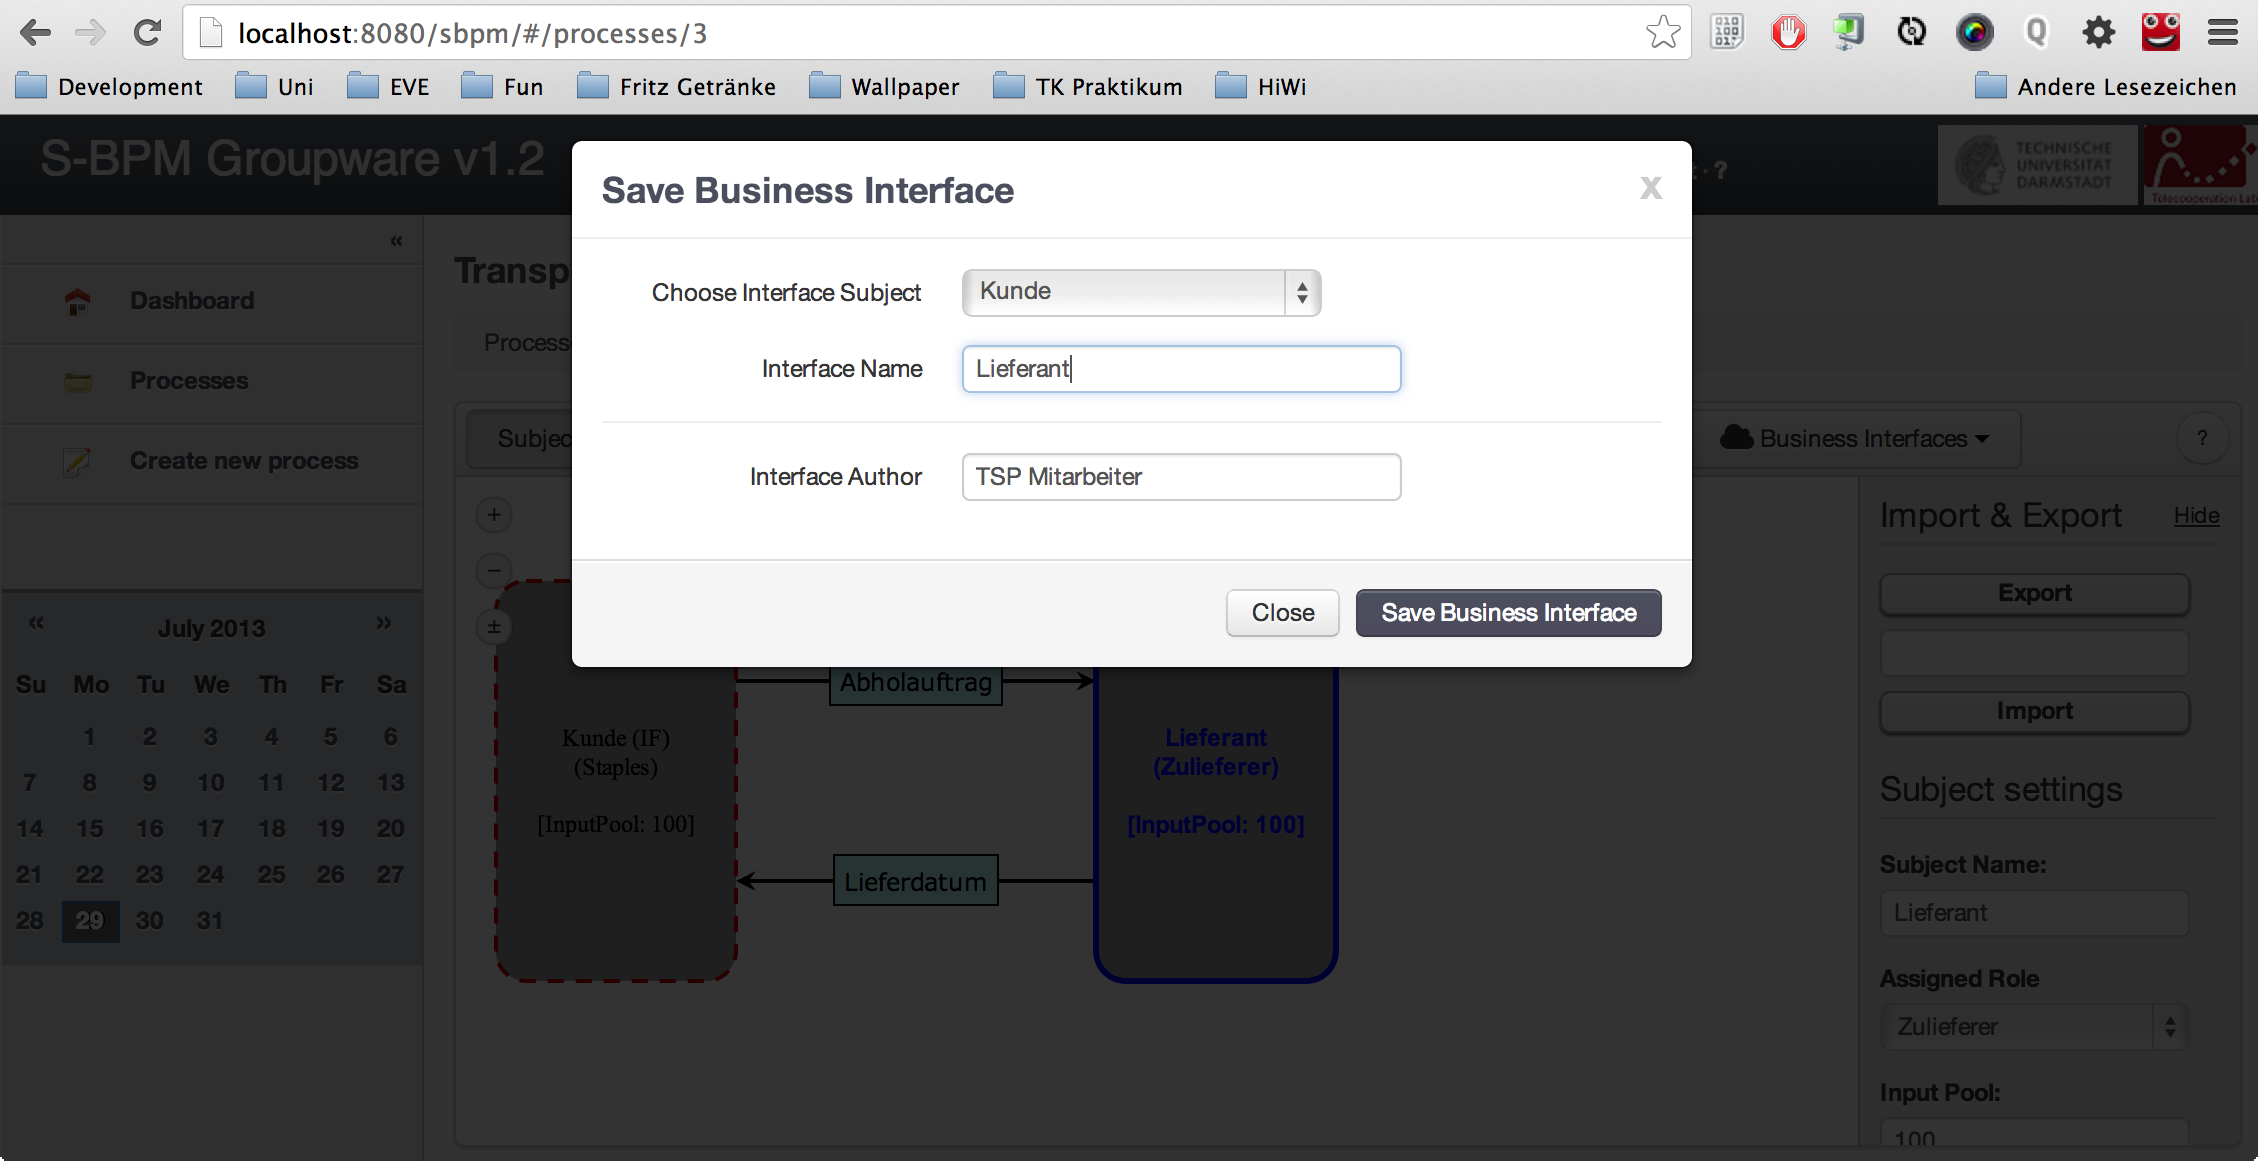 localhost:8080/sbpm/#/processes/3
Development Uni EVE Fun Fritz Getränke Wallpaper TK Praktikum HiWi Andere Lesezeichen
S-BPM Groupware v1.2
· ?
TECHNISCHE
UNIVERSITÄT
DARMSTADT
Telecooperation Lab
«
Dashboard
Processes
Create new process
« July 2013 »
Su Mo Tu We Th Fr Sa
1 2 3 4 5 6
7 8 9 10 11 12 13
14 15 16 17 18 19 20
21 22 23 24 25 26 27
28 29 30 31
Transp
Process
Subjec
Business Interfaces
?
+
−
±
Save Business Interface
x
Choose Interface Subject Kunde
Interface Name Lieferant
Interface Author TSP Mitarbeiter
Close Save Business Interface
Abholauftrag
Kunde (IF)
(Staples)
[InputPool: 100]
Lieferant
(Zulieferer)
[InputPool: 100]
Lieferdatum
Import & Export Hide
Export
Import
Subject settings
Subject Name:
Lieferant
Assigned Role
Zulieferer
Input Pool:
100